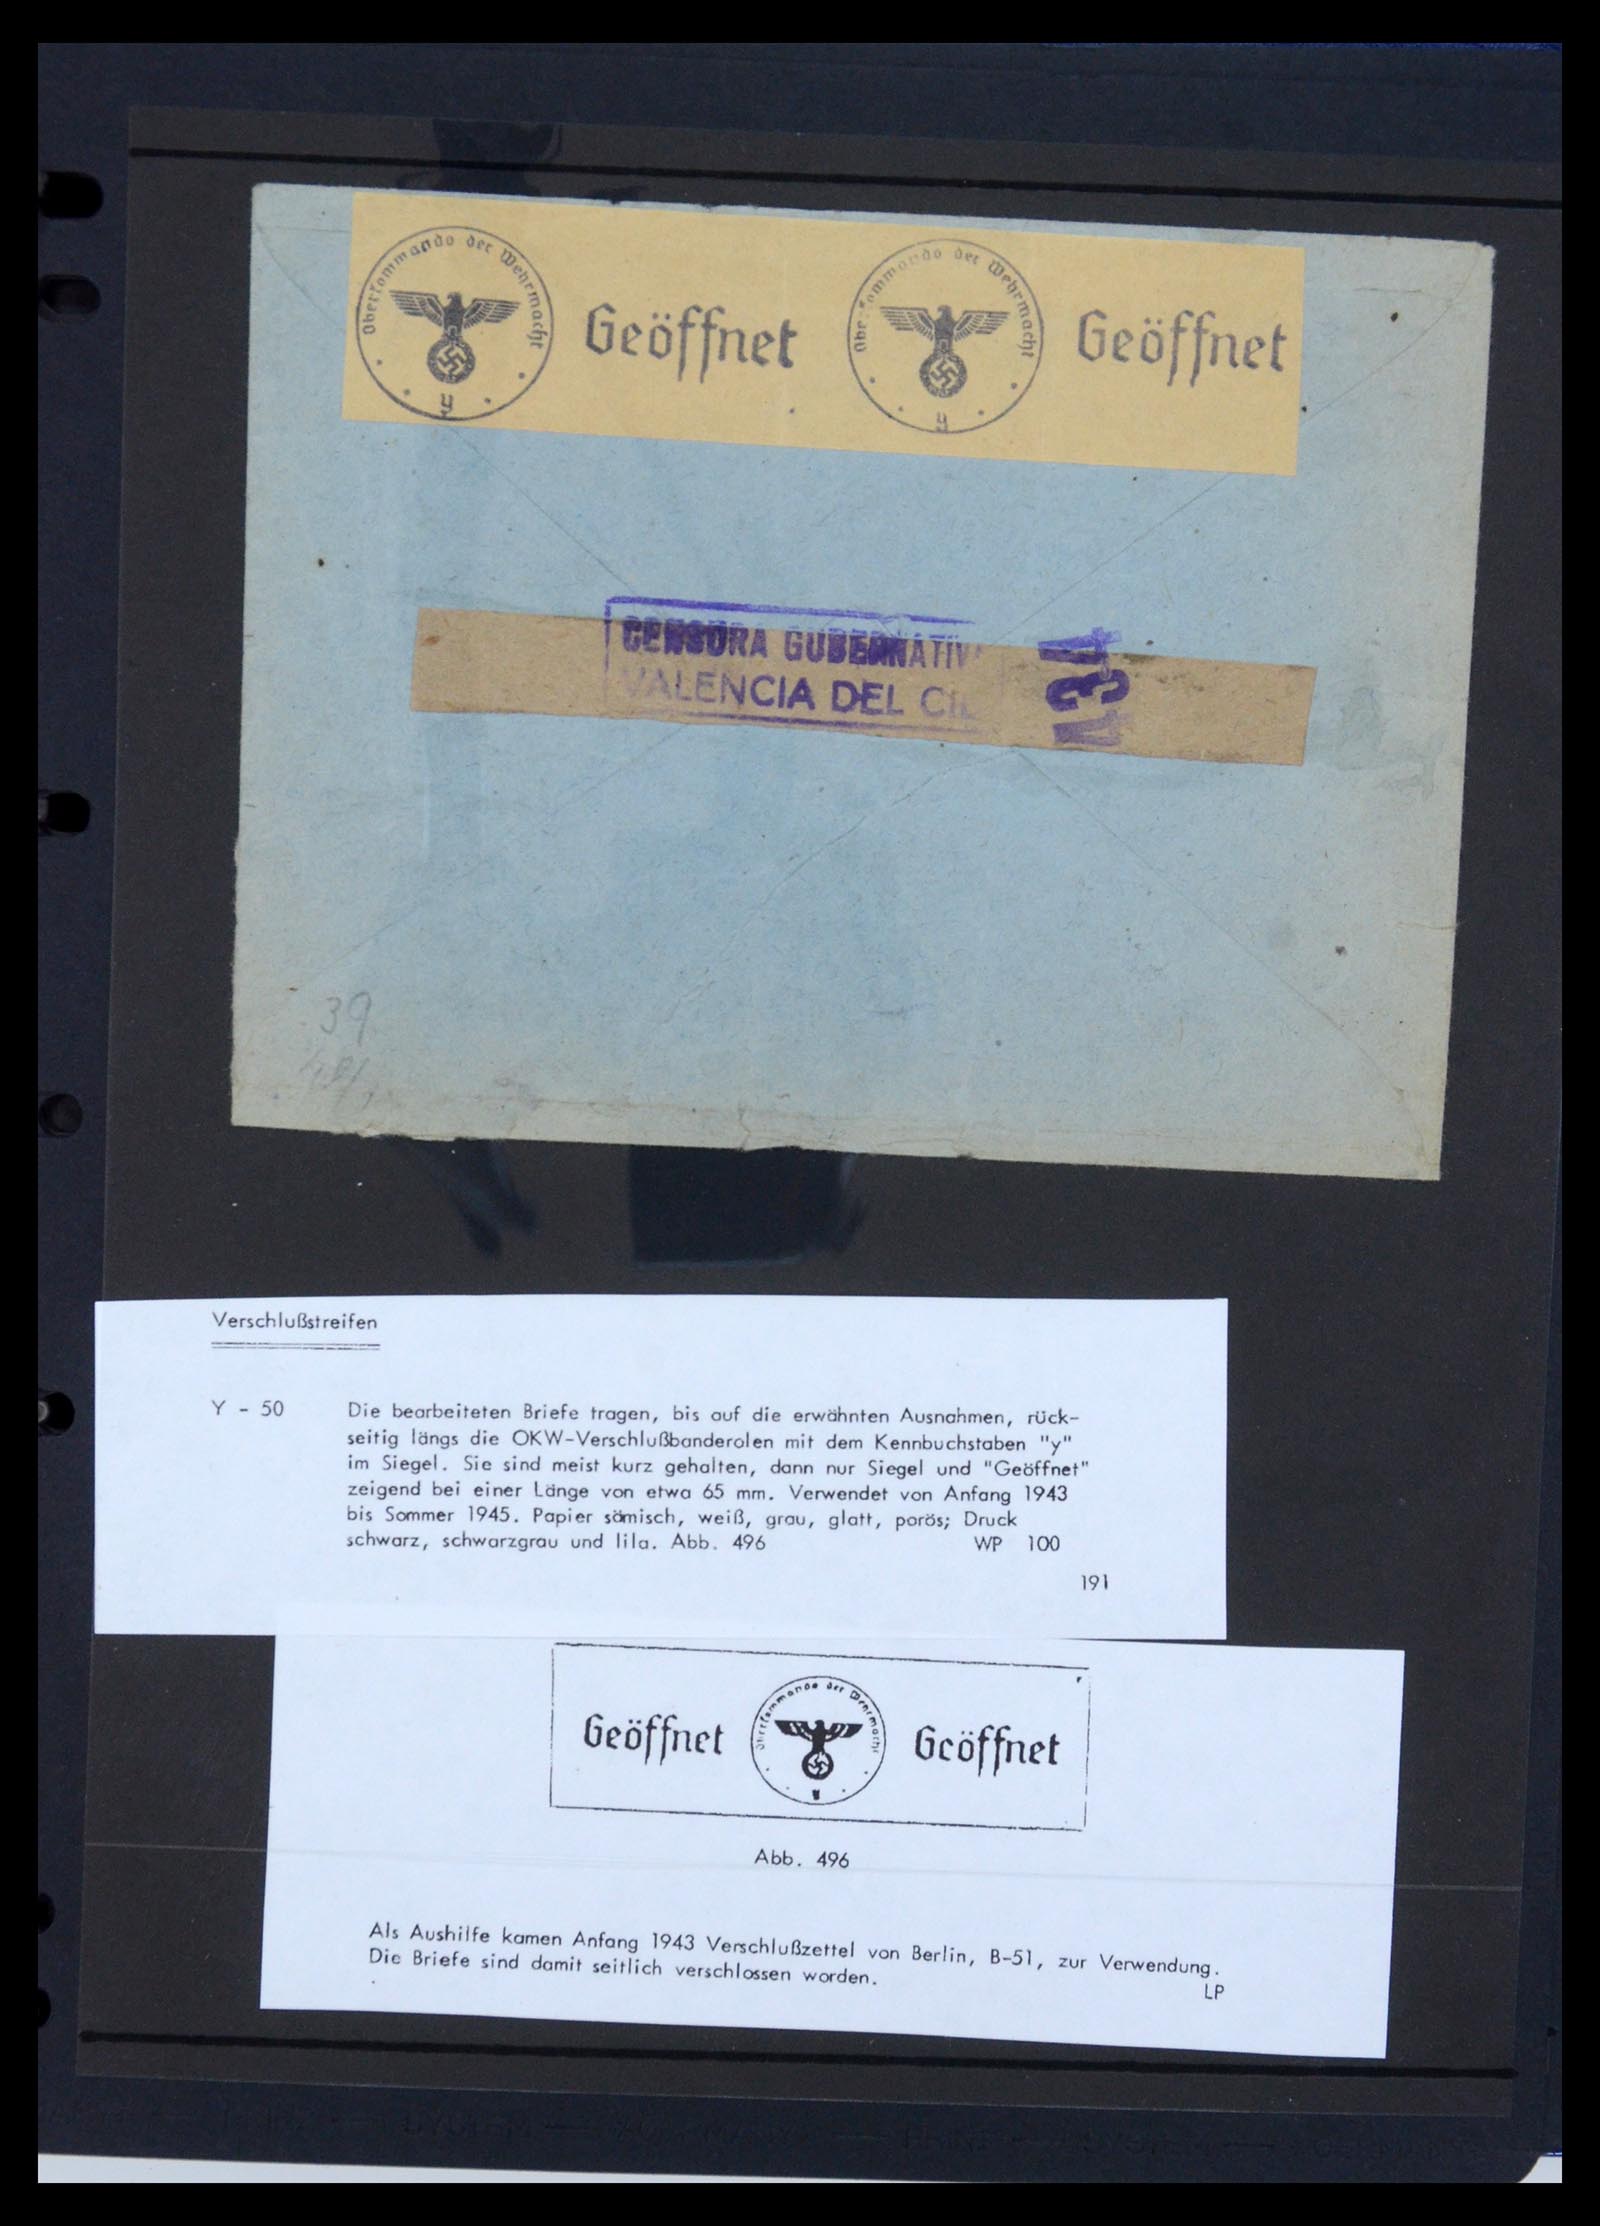 Oberkommando der Wehrmacht
y
Geöffnet
Oberkommando der Wehrmacht
y
Geöffnet
CENSURA GUBERNATIV
VALENCIA DEL CI
434
39
Verschlußstreifen
Y - 50 Die bearbeiteten Briefe tragen, bis auf die erwähnten Ausnahmen, rück-
seitig längs die OKW-Verschlußbanderolen mit dem Kennbuchstaben "y"
im Siegel. Sie sind meist kurz gehalten, dann nur Siegel und "Geöffnet"
zeigend bei einer Länge von etwa 65 mm. Verwendet von Anfang 1943
bis Sommer 1945. Papier sämisch, weiß, grau, glatt, porös; Druck
schwarz, schwarzgrau und lila. Abb. 496 WP 100
191
Geöffnet
Oberkommando der Wehrmacht
y
Geöffnet
Abb. 496
Als Aushilfe kamen Anfang 1943 Verschlußzettel von Berlin, B-51, zur Verwendung.
Die Briefe sind damit seitlich verschlossen worden.
LP